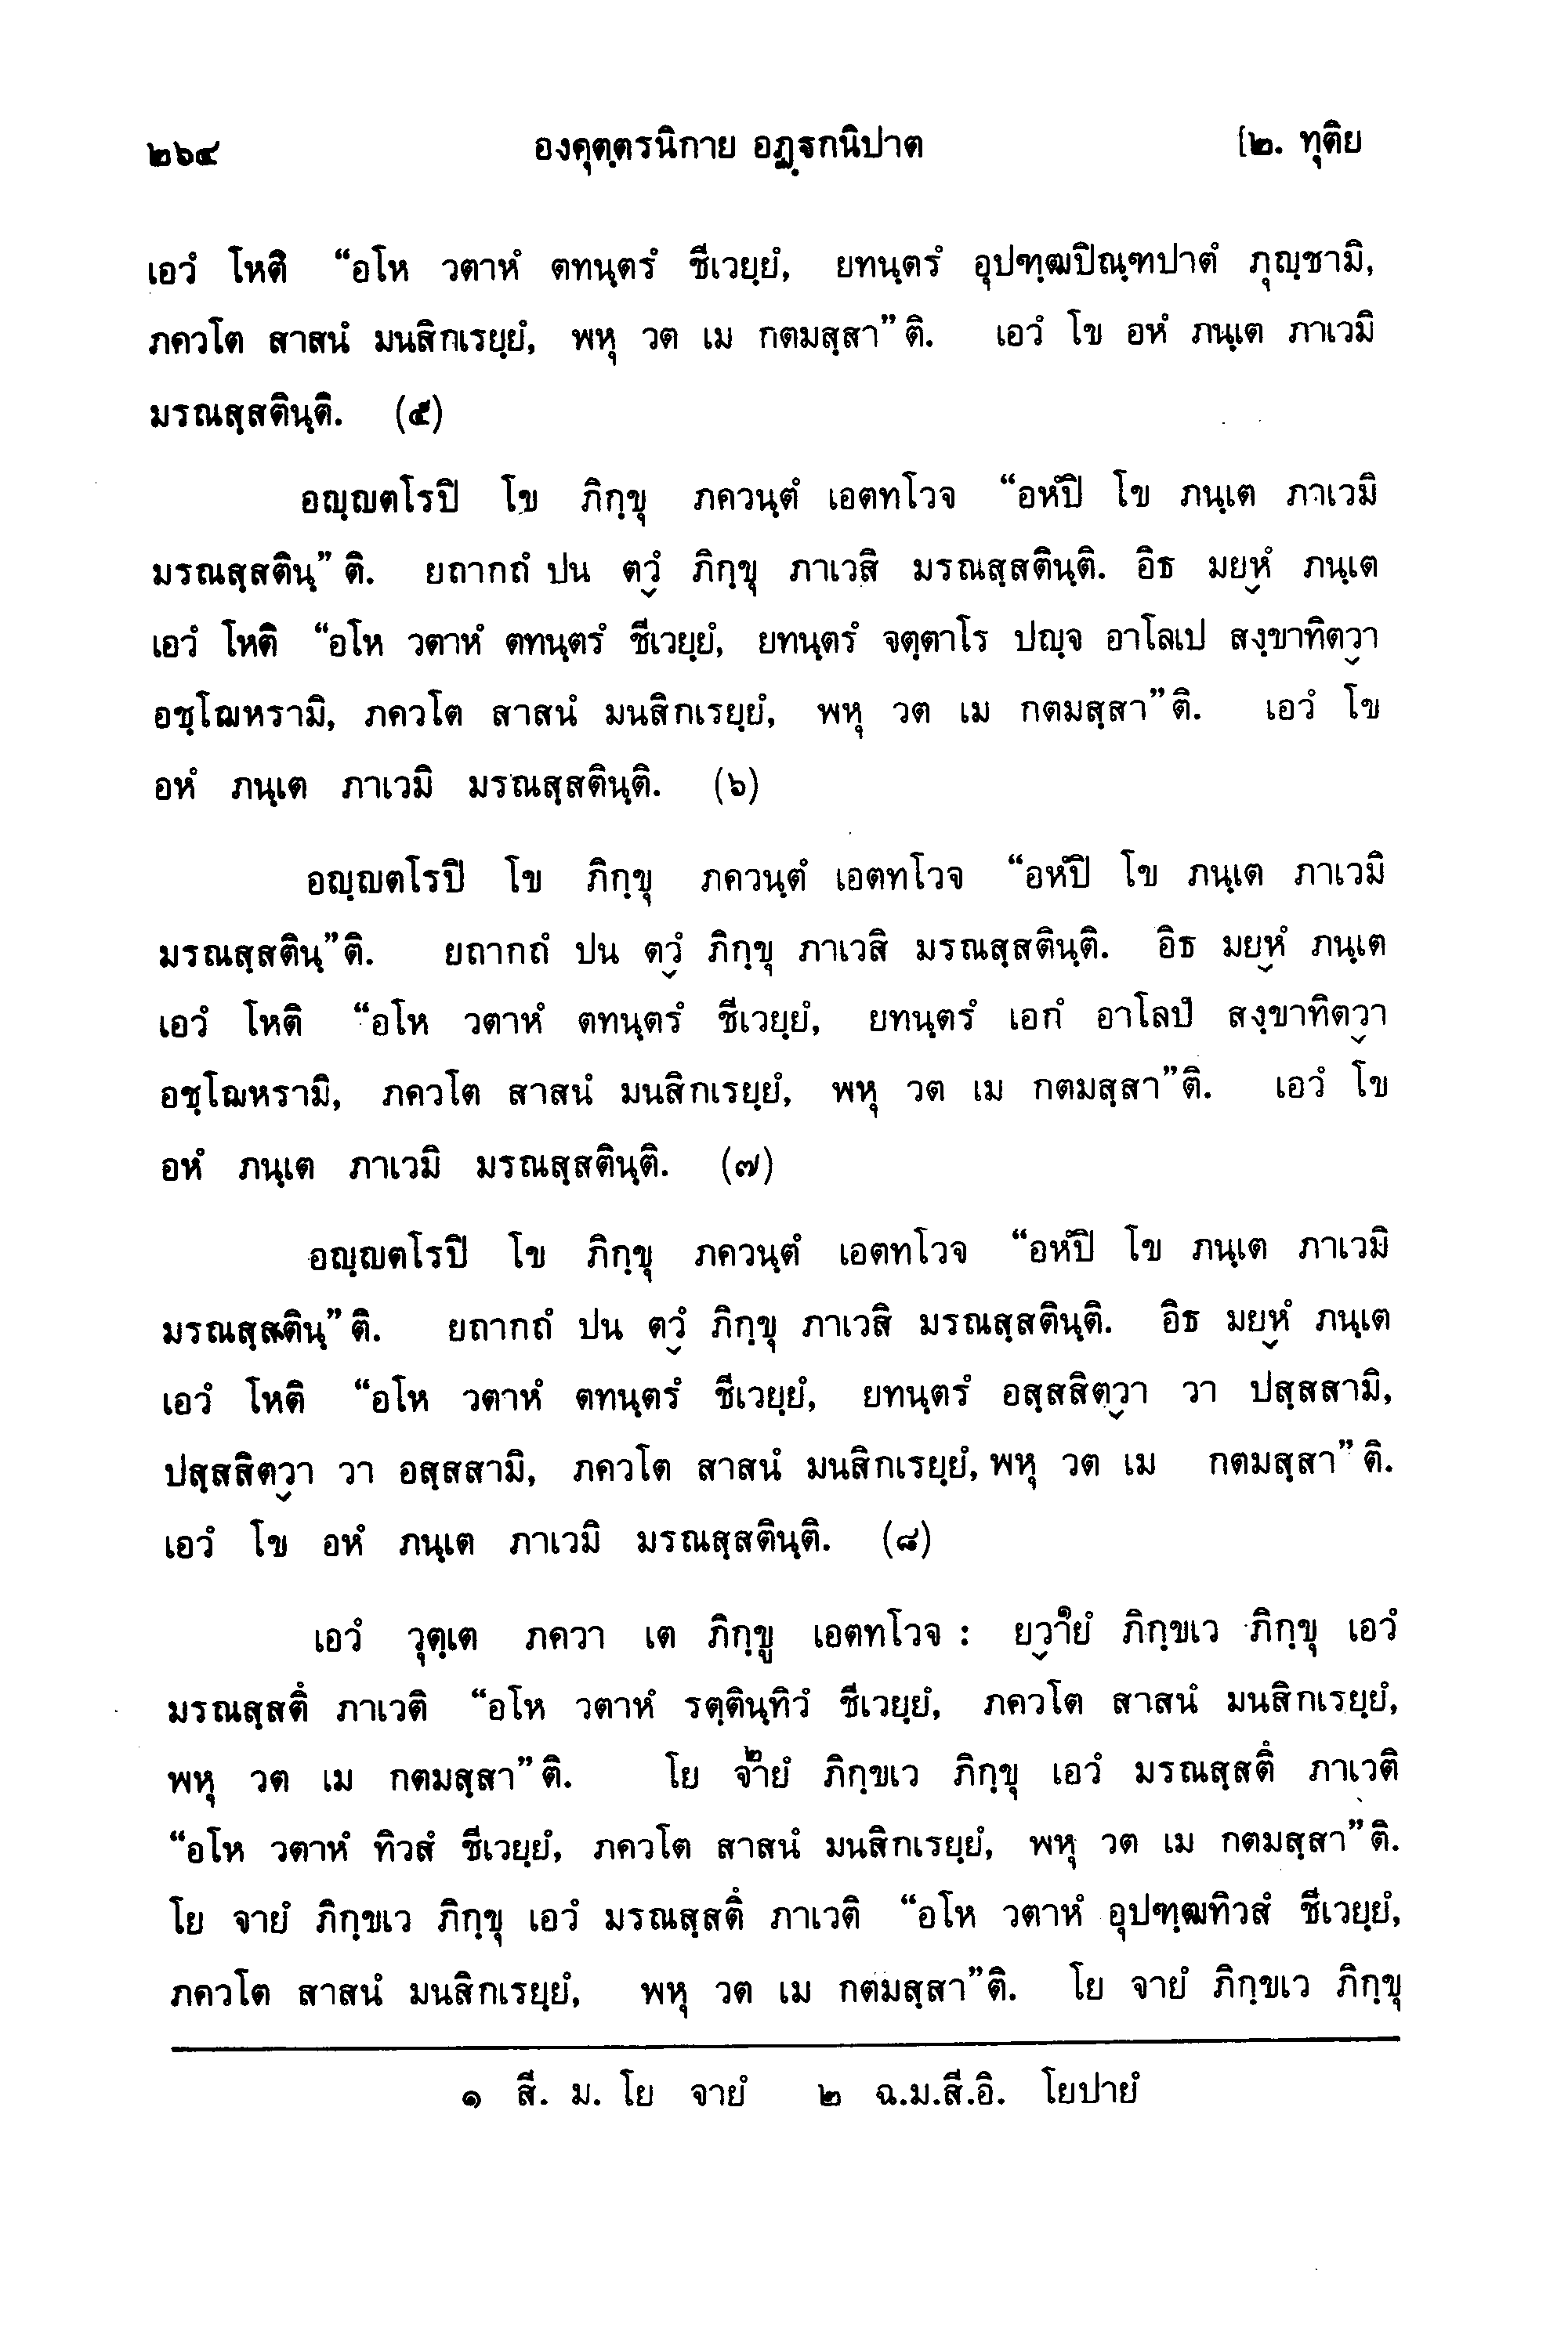 ๒๖๔ องฺคุตฺตรนิกาย อฏฺฐกนิปาต [๒. ทุติย
เอวํ โหติ “อโห วตาหํ ตทนฺตรํ ชีเวยฺยํ, ยทนฺตรํ อุปฑฺฒปิณฺฑปาตํ ภุญฺชามิ,
ภควโต สาสนํ มนสิกเรยฺยํ, พหุ วต เม กตมสฺสา” ติ. เอวํ โข อหํ ภนฺเต ภาเวมิ
มรณสฺสตินฺติ. (๕)
อญฺญตโรปิ โข ภิกฺขุ ภควนฺตํ เอตทโวจ “อหํปิ โข ภนฺเต ภาเวมิ
มรณสฺสตินฺ” ติ. ยถากถํ ปน ตฺวํ ภิกฺขุ ภาเวสิ มรณสฺสตินฺติ. อิธ มยฺหํ ภนฺเต
เอวํ โหติ “อโห วตาหํ ตทนฺตรํ ชีเวยฺยํ, ยทนฺตรํ จตฺตาโร ปญฺจ อาโลเป สงฺขาทิตฺวา
อชฺโฌหรามิ, ภควโต สาสนํ มนสิกเรยฺยํ, พหุ วต เม กตมสฺสา” ติ. เอวํ โข
อหํ ภนฺเต ภาเวมิ มรณสฺสตินฺติ. (๖)
อญฺญตโรปิ โข ภิกฺขุ ภควนฺตํ เอตทโวจ “อหํปิ โข ภนฺเต ภาเวมิ
มรณสฺสตินฺ” ติ. ยถากถํ ปน ตฺวํ ภิกฺขุ ภาเวสิ มรณสฺสตินฺติ. อิธ มยฺหํ ภนฺเต
เอวํ โหติ “อโห วตาหํ ตทนฺตรํ ชีเวยฺยํ, ยทนฺตรํ เอกํ อาโลปํ สงฺขาทิตฺวา
อชฺโฌหรามิ, ภควโต สาสนํ มนสิกเรยฺยํ, พหุ วต เม กตมสฺสา” ติ. เอวํ โข
อหํ ภนฺเต ภาเวมิ มรณสฺสตินฺติ. (๗)
อญฺญตโรปิ โข ภิกฺขุ ภควนฺตํ เอตทโวจ “อหํปิ โข ภนฺเต ภาเวมิ
มรณสฺสตินฺ” ติ. ยถากถํ ปน ตฺวํ ภิกฺขุ ภาเวสิ มรณสฺสตินฺติ. อิธ มยฺหํ ภนฺเต
เอวํ โหติ “อโห วตาหํ ตทนฺตรํ ชีเวยฺยํ, ยทนฺตรํ อสฺสสิตฺวา วา ปสฺสสามิ,
ปสฺสสิตฺวา วา อสฺสสามิ, ภควโต สาสนํ มนสิกเรยฺยํ, พหุ วต เม กตมสฺสา” ติ.
เอวํ โข อหํ ภนฺเต ภาเวมิ มรณสฺสตินฺติ. (๘)
เอวํ วุตฺเต ภควา เต ภิกฺขู เอตทโวจ : ยฺวา๑ยํ ภิกฺขเว ภิกฺขุ เอวํ
มรณสฺสตึ ภาเวติ “อโห วตาหํ รตฺตินฺทิวํ ชีเวยฺยํ, ภควโต สาสนํ มนสิกเรยฺยํ,
พหุ วต เม กตมสฺสา” ติ. โย จา๒ยํ ภิกฺขเว ภิกฺขุ เอวํ มรณสฺสตึ ภาเวติ
“อโห วตาหํ ทิวสํ ชีเวยฺยํ, ภควโต สาสนํ มนสิกเรยฺยํ, พหุ วต เม กตมสฺสา” ติ.
โย จายํ ภิกฺขเว ภิกฺขุ เอวํ มรณสฺสตึ ภาเวติ “อโห วตาหํ อุปฑฺฒทิวสํ ชีเวยฺยํ,
ภควโต สาสนํ มนสิกเรยฺยํ, พหุ วต เม กตมสฺสา” ติ. โย จายํ ภิกฺขเว ภิกฺขุ
๑ สี. ม. โย จายํ ๒ ฉ.ม.สี.อิ. โยปายํ